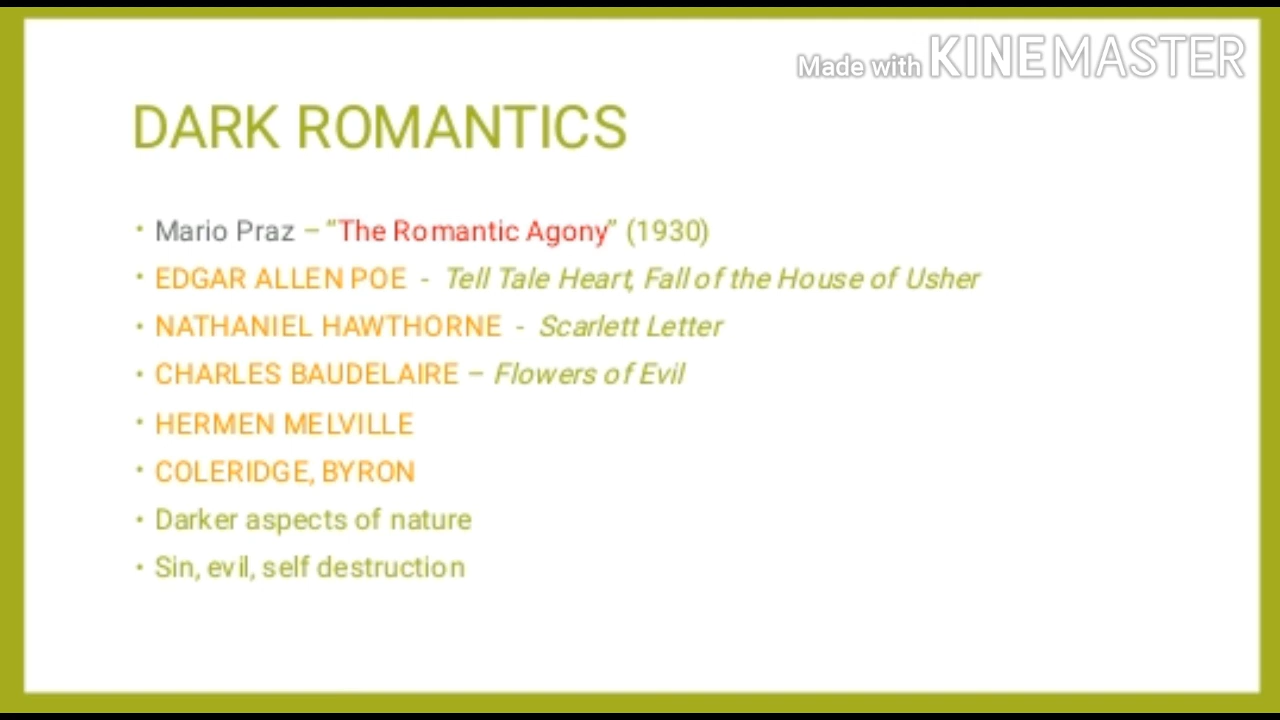 Made with KINEMASTER
DARK ROMANTICS
• Mario Praz – “The Romantic Agony” (1930)
• EDGAR ALLEN POE - Tell Tale Heart, Fall of the House of Usher
• NATHANIEL HAWTHORNE - Scarlett Letter
• CHARLES BAUDELAIRE – Flowers of Evil
• HERMEN MELVILLE
• COLERIDGE, BYRON
• Darker aspects of nature
• Sin, evil, self destruction